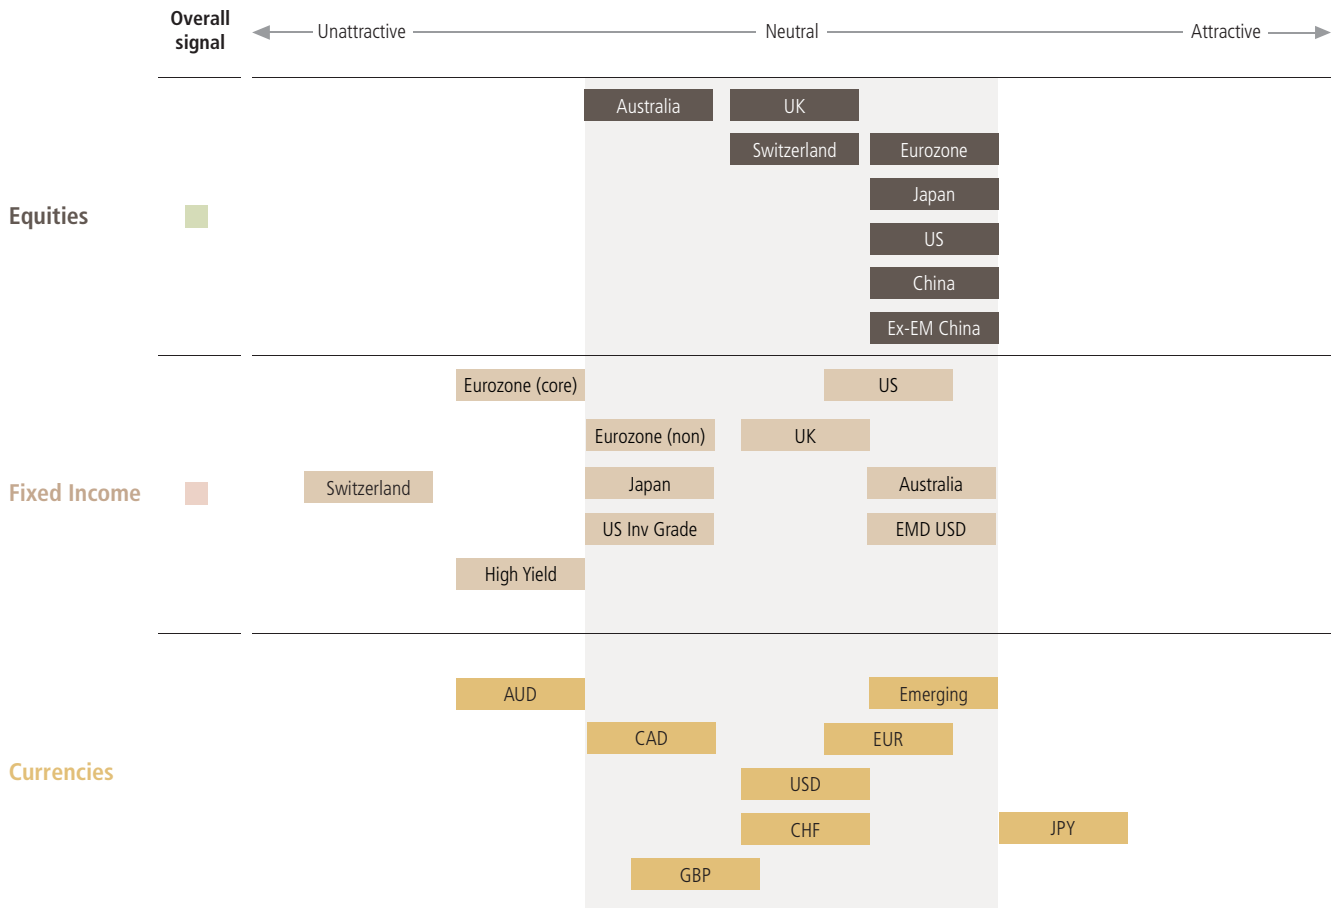 Overall
signal
Unattractive
Neutral
Attractive
Equities
Australia
UK
Switzerland
Eurozone
Japan
US
China
Ex-EM China
Fixed Income
Eurozone (core)
US
Eurozone (non)
UK
Switzerland
Japan
Australia
US Inv Grade
EMD USD
High Yield
Currencies
AUD
Emerging
CAD
EUR
USD
CHF
JPY
GBP